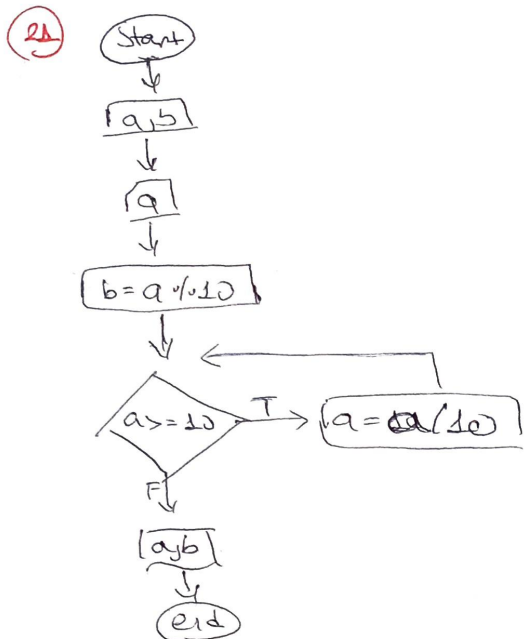 21
Start
a,b
a
b = a % 10
a >= 10
T
a = a / 10
F
a,b
end